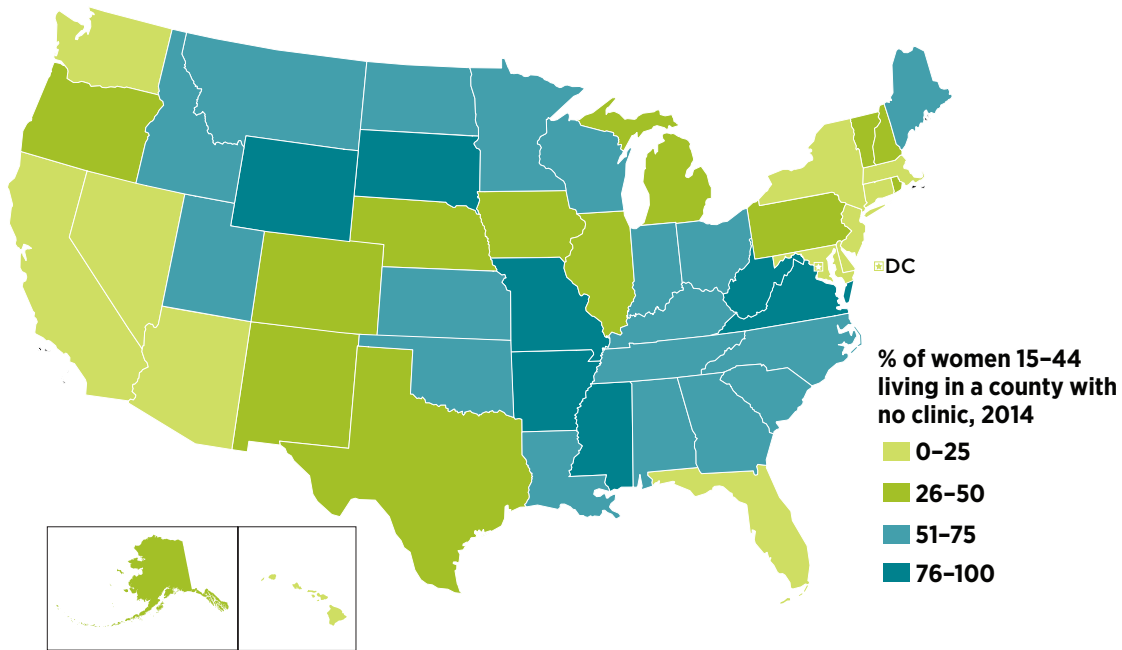 DC
% of women 15–44
living in a county with
no clinic, 2014
0–25
26–50
51–75
76–100